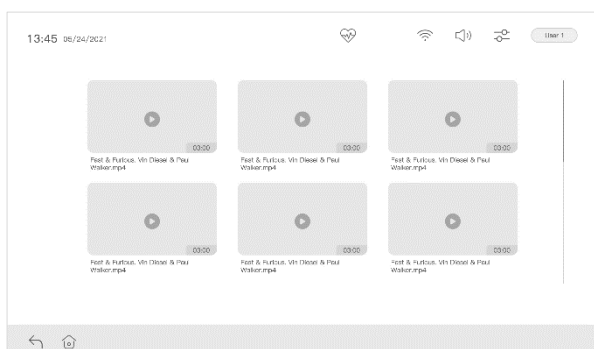 13:45 05/24/2021
User 1
03:00
03:00
03:00
Fast & Furious. Vin Diesel & Paul
Walker.mp4
Fast & Furious. Vin Diesel & Paul
Walker.mp4
Fast & Furious. Vin Diesel & Paul
Walker.mp4
03:00
03:00
03:00
Fast & Furious. Vin Diesel & Paul
Walker.mp4
Fast & Furious. Vin Diesel & Paul
Walker.mp4
Fast & Furious. Vin Diesel & Paul
Walker.mp4